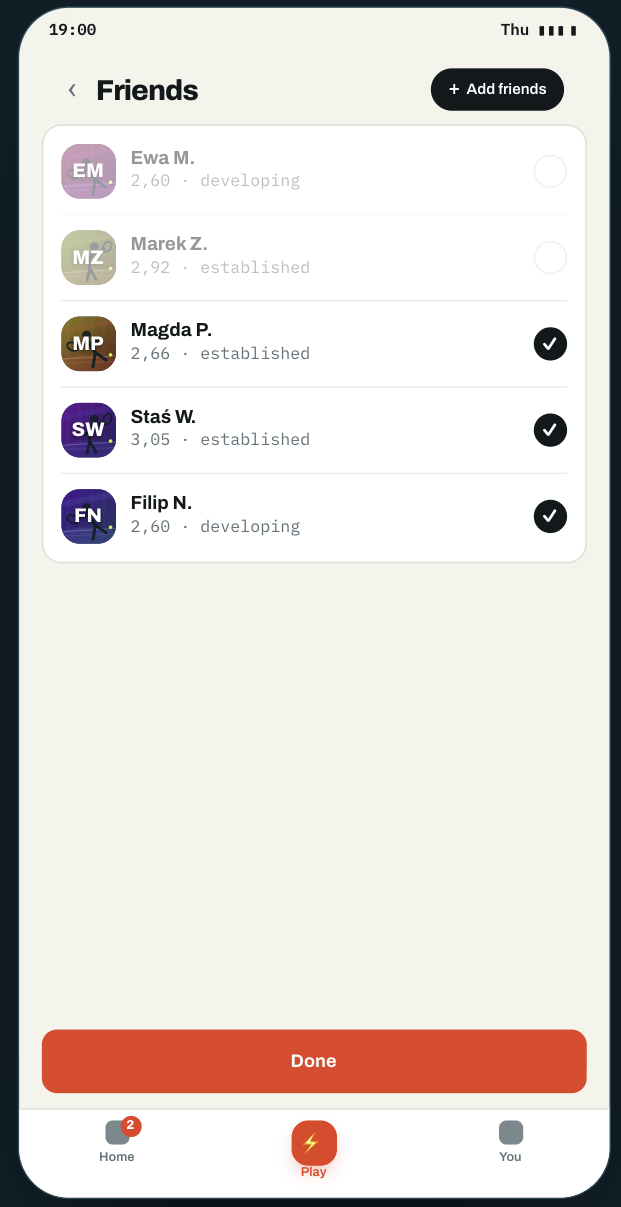 19:00 Thu
Friends
+ Add friends
EM
Ewa M.
2,60 · developing
MZ
Marek Z.
2,92 · established
MP
Magda P.
2,66 · established
SW
Staś W.
3,05 · established
FN
Filip N.
2,60 · developing
Done
2
Home
Play
You